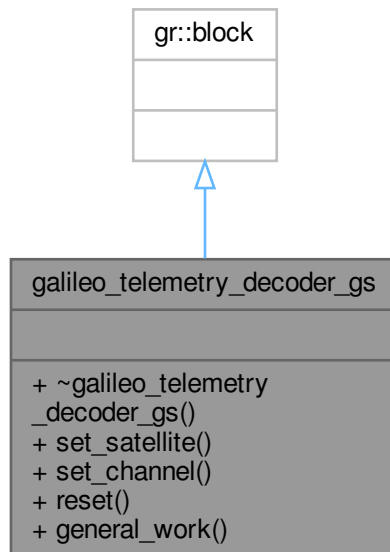 gr::block
galileo_telemetry_decoder_gs
+ ~galileo_telemetry
_decoder_gs()
+ set_satellite()
+ set_channel()
+ reset()
+ general_work()